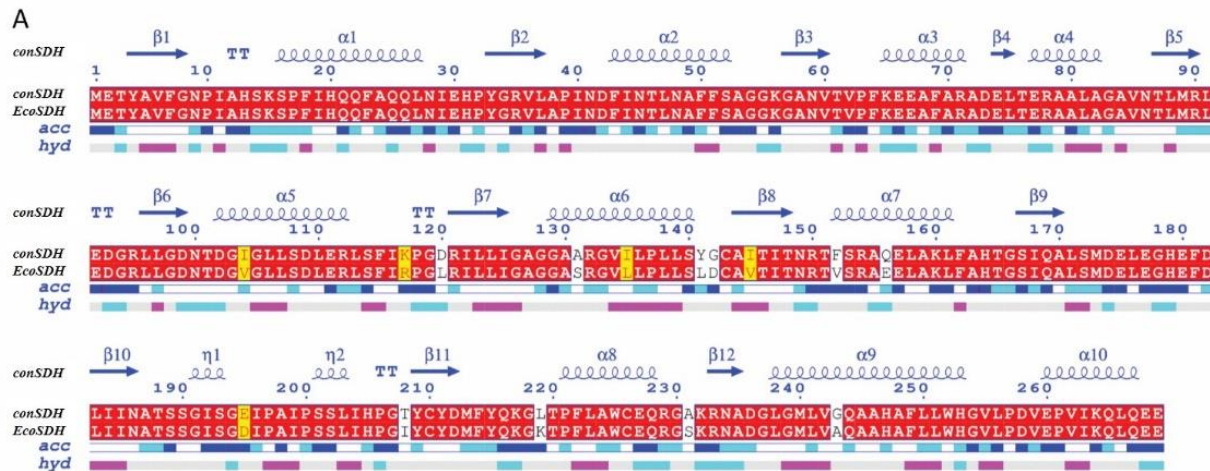 A
β1 α1 β2 α2 β3 α3 β4 α4 β5
conSDH TT
1 10 20 30 40 50 60 70 80 90
conSDH METYAVFGNPIAHSKSPFIHQQFAQQLNIEHPYGRVLAPINDFINTLNAFFSAGGKGANVTVPFKEEAFARADELTERAALAGAVNTLMRL
EcoSDH METYAVFGNPIAHSKSPFIHQQFAQQLNIEHPYGRVLAPINDFINTLNAFFSAGGKGANVTVPFKEEAFARADELTERAALAGAVNTLMRL
acc
hyd
β6 α5 β7 α6 β8 α7 β9
conSDH TT TT
100 110 120 130 140 150 160 170 180
conSDH EDGRLLGDNTDGIGLLSDLERLSFIKPGDRILLIGAGGAARGVILPLLSYGCAITITNRTFSRAQELAKLFAHTGSIQALSMDELEGHEFD
EcoSDH EDGRLLGDNTDGVGLLSDLERLSFIRPGLRILLIGAGGASRGVLLPLLSLDCAVTITNRTVSRAEELAKLFAHTGSIQALSMDELEGHEFD
acc
hyd
β10 η1 η2 β11 α8 β12 α9 α10
conSDH TT
190 200 210 220 230 240 250 260
conSDH LIINATSSGISGEIPAIPSSLIHPGTYCYDMFYQKGLTPFLAWCEQRGAKRNADGLGMLVGQAAHAFLLWHGVLPDVEPVIKQLQEE
EcoSDH LIINATSSGISGDIPAIPSSLIHPGIYCYDMFYQKGKTPFLAWCEQRGSKRNADGLGMLVAQAAHAFLLWHGVLPDVEPVIKQLQEE
acc
hyd